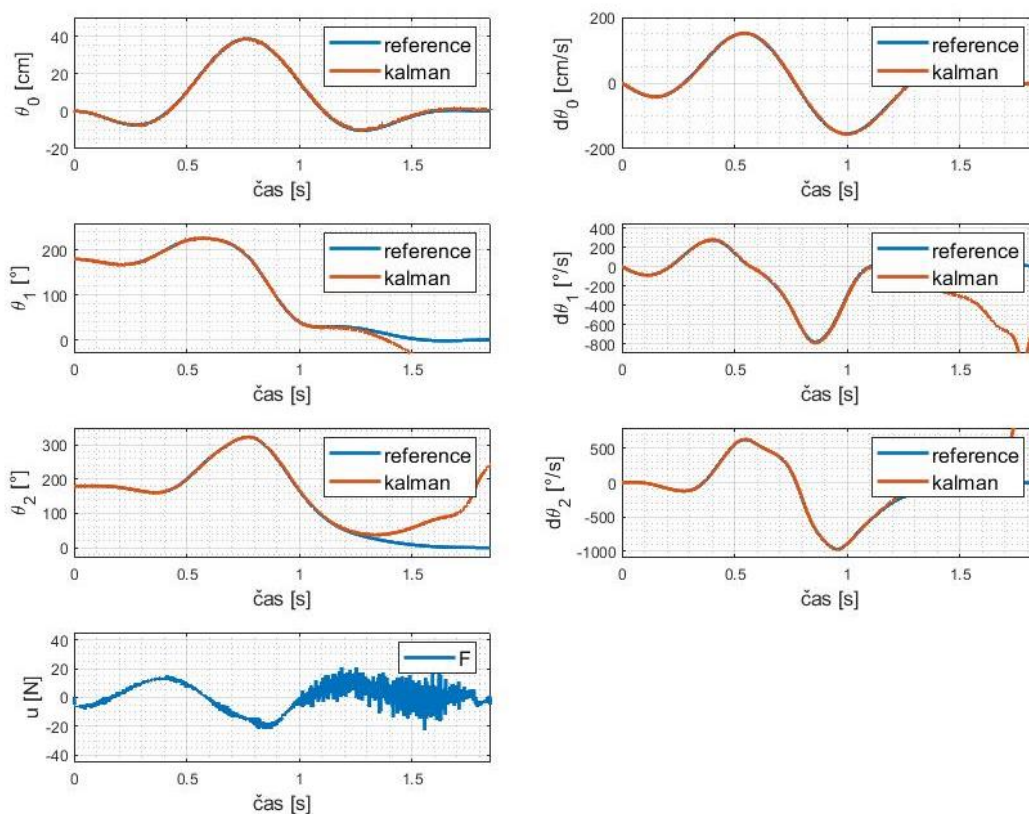 θ₀ [cm]
40
20
0
-20
reference
kalman
0
0.5
1
1.5
čas [s]
dθ₀ [cm/s]
200
0
-200
reference
kalman
0
0.5
1
1.5
čas [s]
θ₁ [°]
200
100
0
reference
kalman
0
0.5
1
1.5
čas [s]
dθ₁ [°/s]
400
200
0
-200
-400
-600
-800
reference
kalman
0
0.5
1
1.5
čas [s]
θ₂ [°]
300
200
100
0
reference
kalman
0
0.5
1
1.5
čas [s]
dθ₂ [°/s]
500
0
-500
-1000
reference
kalman
0
0.5
1
1.5
čas [s]
u [N]
40
20
0
-20
-40
F
0
0.5
1
1.5
čas [s]